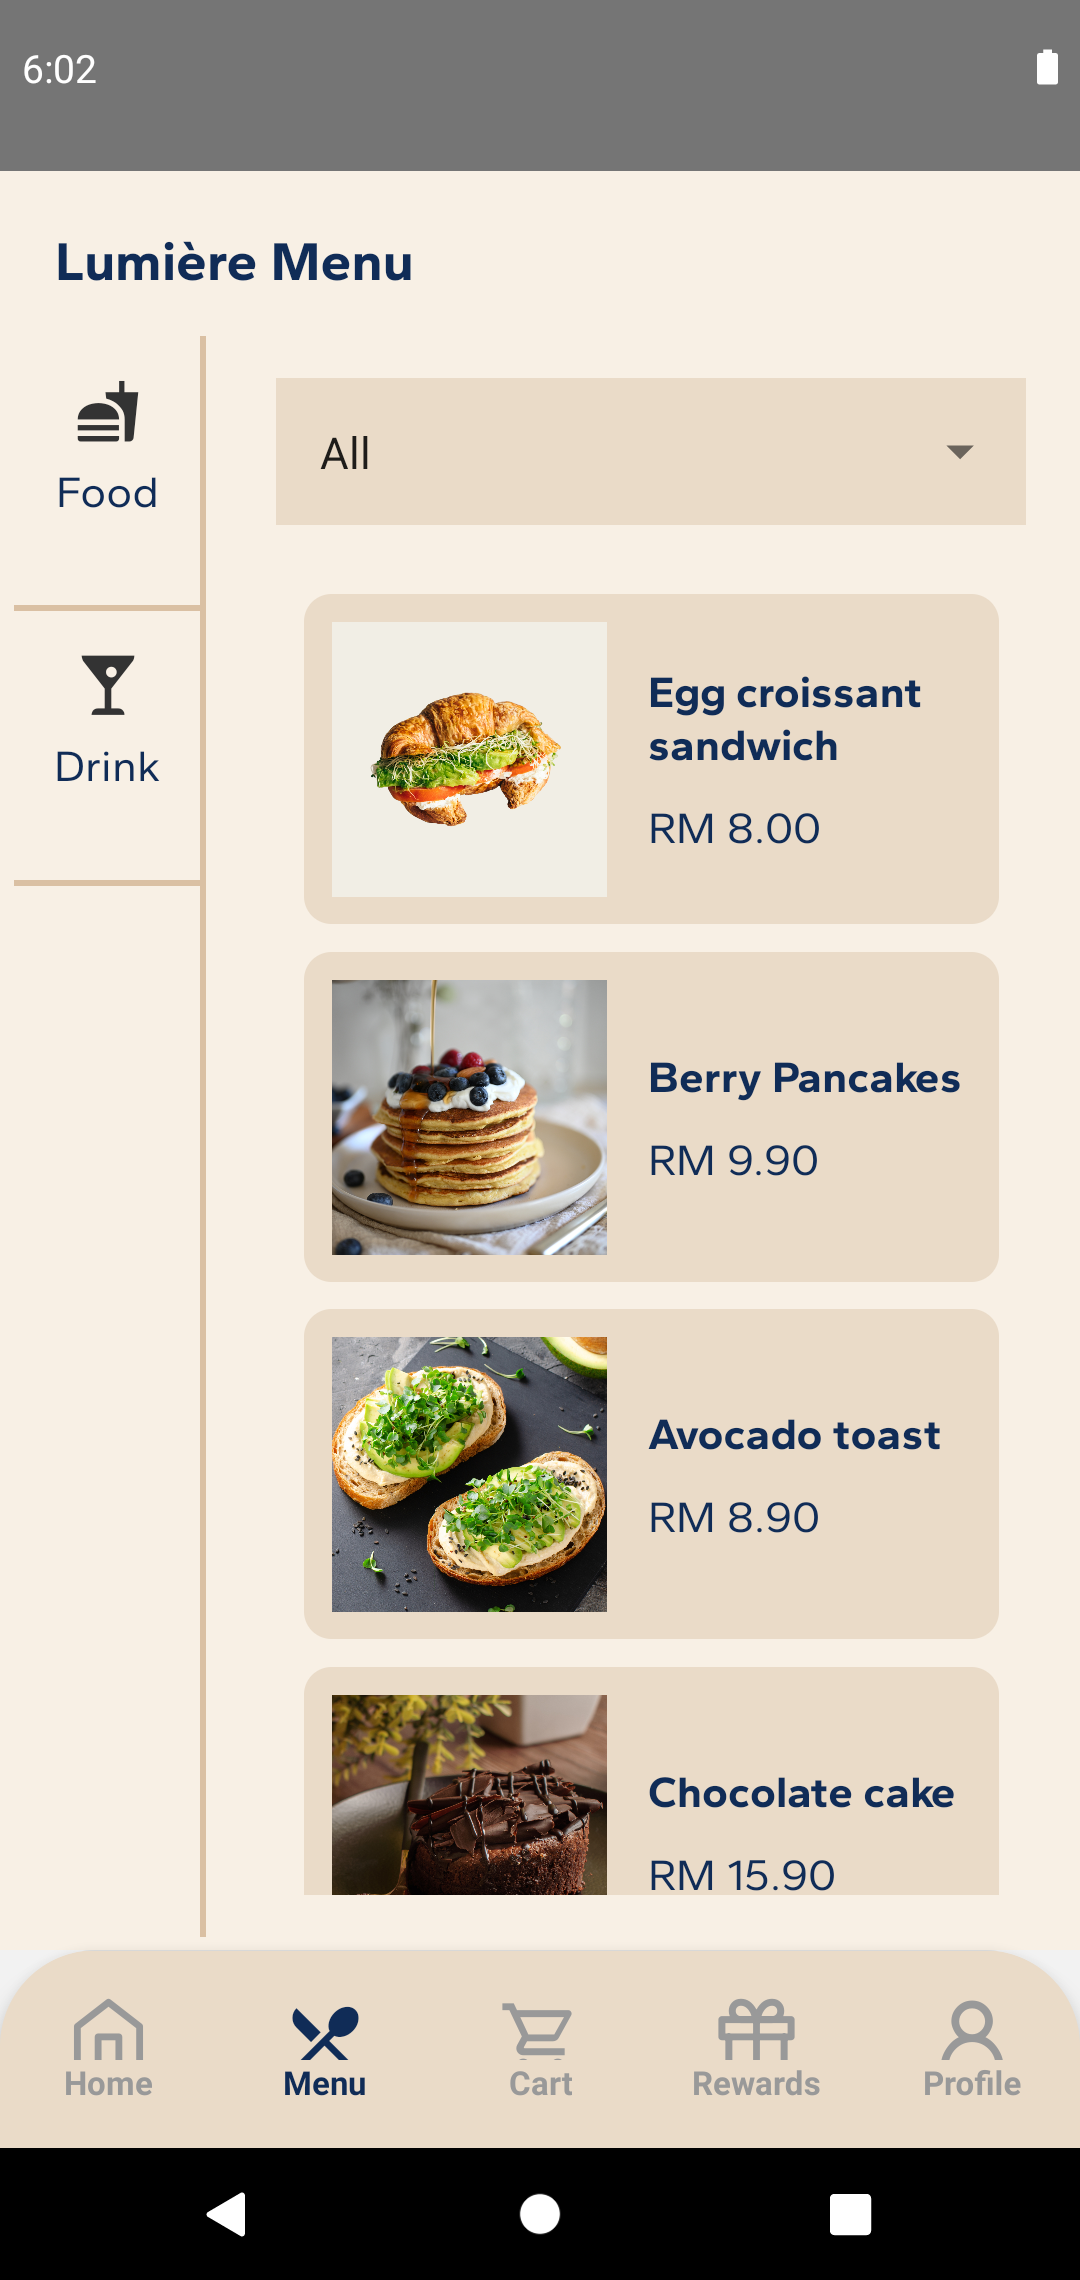 6:02
Lumière Menu
Food
Drink
All
Egg croissant
sandwich
RM 8.00
Berry Pancakes
RM 9.90
Avocado toast
RM 8.90
Chocolate cake
RM 15.90
Home
Menu
Cart
Rewards
Profile